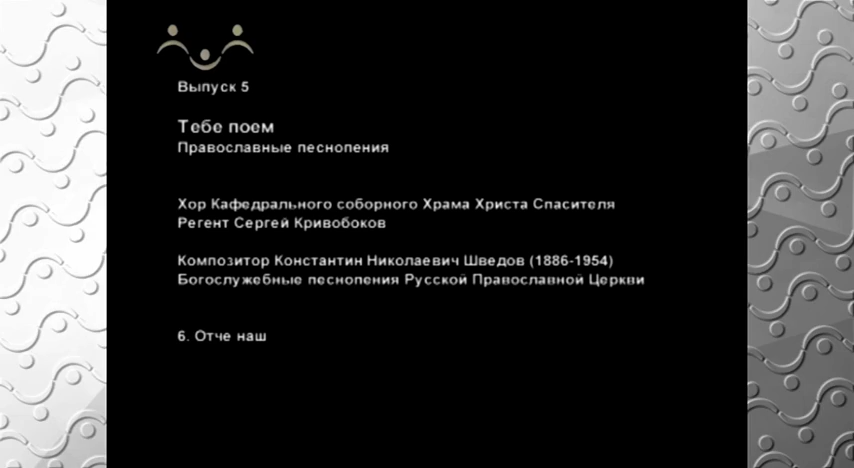 Выпуск 5
Тебе поем
Православные песнопения
Хор Кафедрального соборного Храма Христа Спасителя
Регент Сергей Кривобоков
Композитор Константин Николаевич Шведов (1886-1954)
Богослужебные песнопения Русской Православной Церкви
6. Отче наш